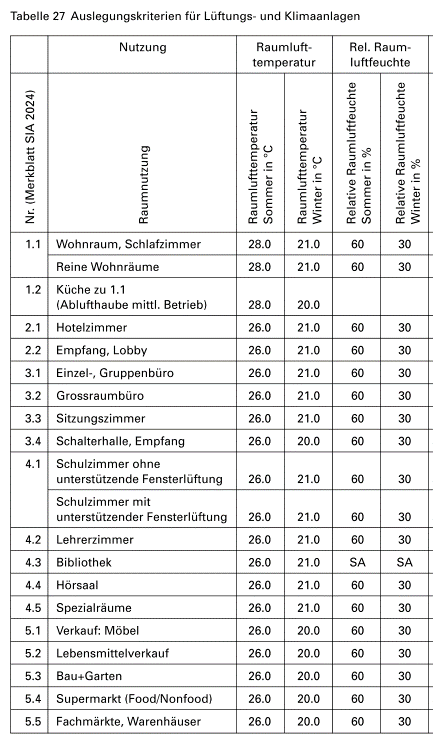 Tabelle 27 Auslegungskriterien für Lüftungs- und Klimaanlagen
Nutzung Raumluft- Rel. Raum-
temperatur luftfeuchte
Nr. (Merkblatt SIA 2024)
Raumnutzung
Raumlufttemperatur
Sommer in °C
Raumlufttemperatur
Winter in °C
Relative Raumluftfeuchte
Sommer in %
Relative Raumluftfeuchte
Winter in %
1.1 Wohnraum, Schlafzimmer 28.0 21.0 60 30
Reine Wohnräume 28.0 21.0 60 30
1.2 Küche zu 1.1
(Ablufthaube mittl. Betrieb) 28.0 20.0
2.1 Hotelzimmer 26.0 21.0 60 30
2.2 Empfang, Lobby 26.0 21.0 60 30
3.1 Einzel-, Gruppenbüro 26.0 21.0 60 30
3.2 Grossraumbüro 26.0 21.0 60 30
3.3 Sitzungszimmer 26.0 21.0 60 30
3.4 Schalterhalle, Empfang 26.0 20.0 60 30
4.1 Schulzimmer ohne
unterstützende Fensterlüftung 26.0 21.0 60 30
Schulzimmer mit
unterstützender Fensterlüftung 26.0 21.0 60 30
4.2 Lehrerzimmer 26.0 21.0 60 30
4.3 Bibliothek 26.0 21.0 SA SA
4.4 Hörsaal 26.0 21.0 60 30
4.5 Spezialräume 26.0 21.0 60 30
5.1 Verkauf: Möbel 26.0 20.0 60 30
5.2 Lebensmittelverkauf 26.0 20.0 60 30
5.3 Bau+Garten 26.0 20.0 60 30
5.4 Supermarkt (Food/Nonfood) 26.0 20.0 60 30
5.5 Fachmärkte, Warenhäuser 26.0 20.0 60 30